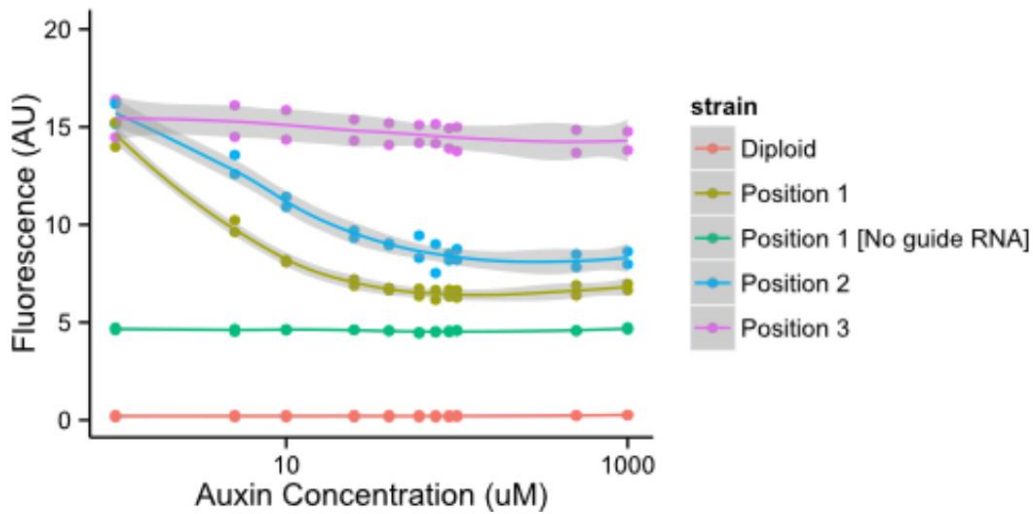 20
15
10
5
0
Fluorescence (AU)
10
1000
Auxin Concentration (uM)
strain
Diploid
Position 1
Position 1 [No guide RNA]
Position 2
Position 3